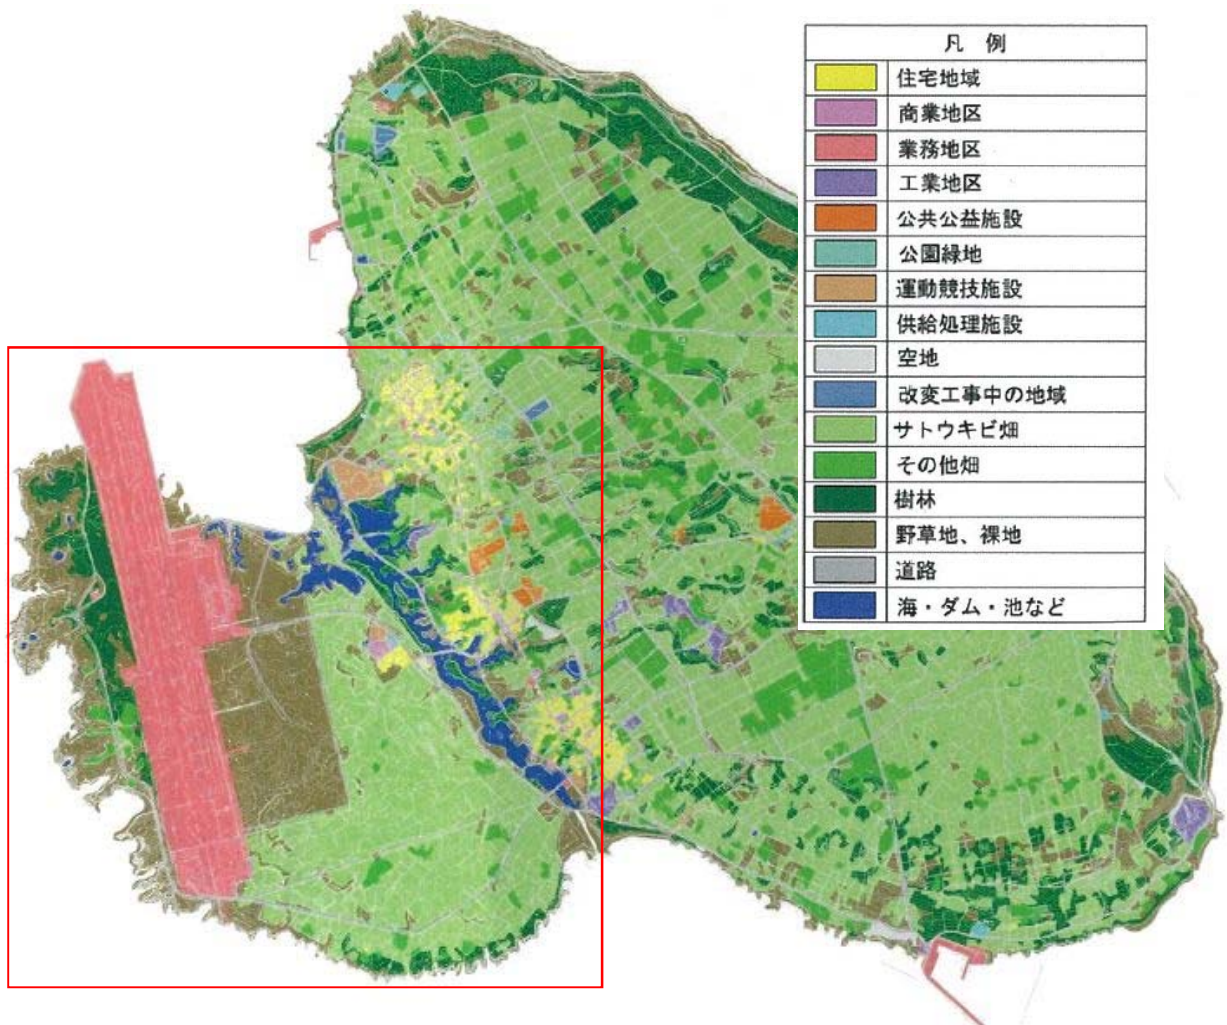 凡 例
住宅地域
商業地区
業務地区
工業地区
公共公益施設
公園緑地
運動競技施設
供給処理施設
空地
改変工事中の地域
サトウキビ畑
その他畑
樹林
野草地、裸地
道路
海・ダム・池など